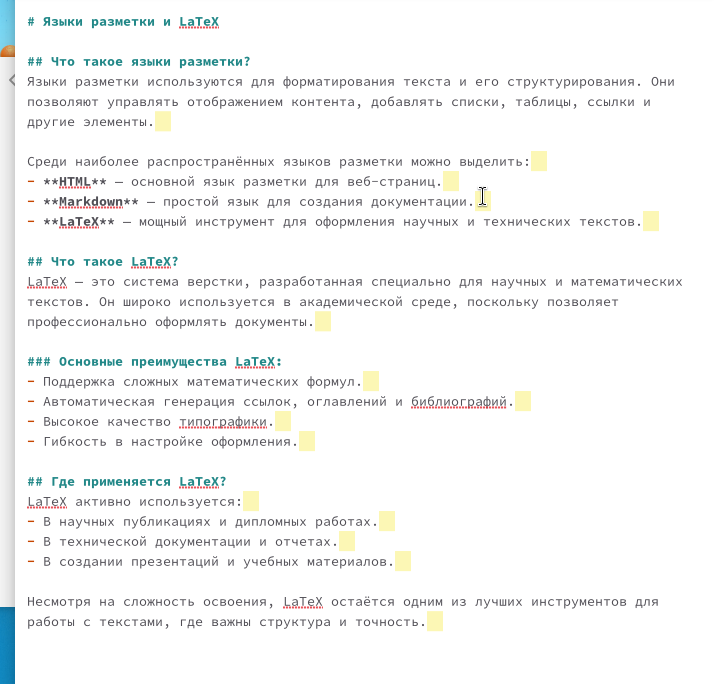 # Языки разметки и LaTeX
## Что такое языки разметки?
Языки разметки используются для форматирования текста и его структурирования. Они
позволяют управлять отображением контента, добавлять списки, таблицы, ссылки и
другие элементы.
Среди наиболее распространённых языков разметки можно выделить:
- **HTML** — основной язык разметки для веб-страниц.
- **Markdown** — простой язык для создания документации.
- **LaTeX** — мощный инструмент для оформления научных и технических текстов.
## Что такое LaTeX?
LaTeX — это система верстки, разработанная специально для научных и математических
текстов. Он широко используется в академической среде, поскольку позволяет
профессионально оформлять документы.
### Основные преимущества LaTeX:
- Поддержка сложных математических формул.
- Автоматическая генерация ссылок, оглавлений и библиографий.
- Высокое качество типографики.
- Гибкость в настройке оформления.
## Где применяется LaTeX?
LaTeX активно используется:
- В научных публикациях и дипломных работах.
- В технической документации и отчетах.
- В создании презентаций и учебных материалов.
Несмотря на сложность освоения, LaTeX остаётся одним из лучших инструментов для
работы с текстами, где важны структура и точность.